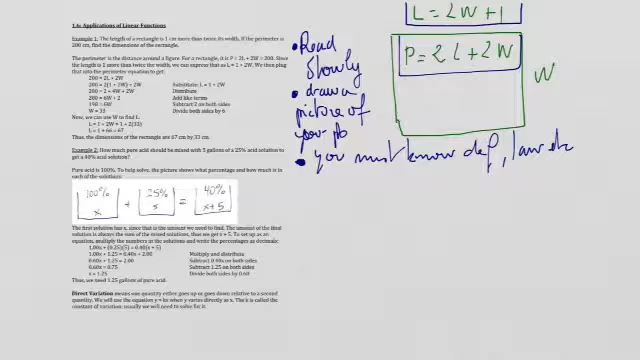 1.6: Applications of Linear Functions
Example 1: The length of a rectangle is 1 cm more than twice its width. If the perimeter is
200 cm, find the dimensions of the rectangle.
The perimeter is the distance around a figure. For a rectangle, it is P = 2L + 2W = 200. Since
the length is 2 more than twice the width, we can express that as L = 1 + 2W. We then plug
that into the perimeter equation to get:
200 = 2L + 2W
200 = 2(1 + 2W) + 2W Substitute L = 1 + 2W
200 = 2 + 4W + 2W Distribute
200 = 6W + 2 Add like terms
198 = 6W Subtract 2 on both sides
W = 33 Divide both sides by 6
Now, we can use W to find L.
L = 1 + 2W = 1 + 2(33)
L = 1 + 66 = 67
Thus, the dimensions of the rectangle are 67 cm by 33 cm.
Example 2: How much pure acid should be mixed with 5 gallons of a 25% acid solution to
get a 40% acid solution?
Pure acid is 100%. To help solve, the picture shows what percentage and how much is in
each of the solutions:
100% 25% 40%
+ =
x 5 x+5
The first solution has x, since that is the amount we need to find. The amount of the final
solution is always the sum of the mixed solutions, thus we get x + 5. To set up an
equation, multiply the numbers in the solutions and write the percentages as decimals:
1.00x + (0.25)(5) = 0.40(x + 5)
1.00x + 1.25 = 0.40x + 2.00 Multiply and distribute
0.60x + 1.25 = 2.00 Subtract 0.40x on both sides
0.60x = 0.75 Subtract 1.25 on both sides
x = 1.25 Divide both sides by 0.60
Thus, we need 1.25 gallons of pure acid.
Direct Variation means one quantity either goes up or goes down relative to a second
quantity. We will use the equation y = kx when y varies directly as x. The k is called the
constant of variation; usually we will need to solve for it.
L = 2W + 1
P = 2L + 2W
W
• Read
slowly
• draw a
picture of
your pb
• you must know def, law etc